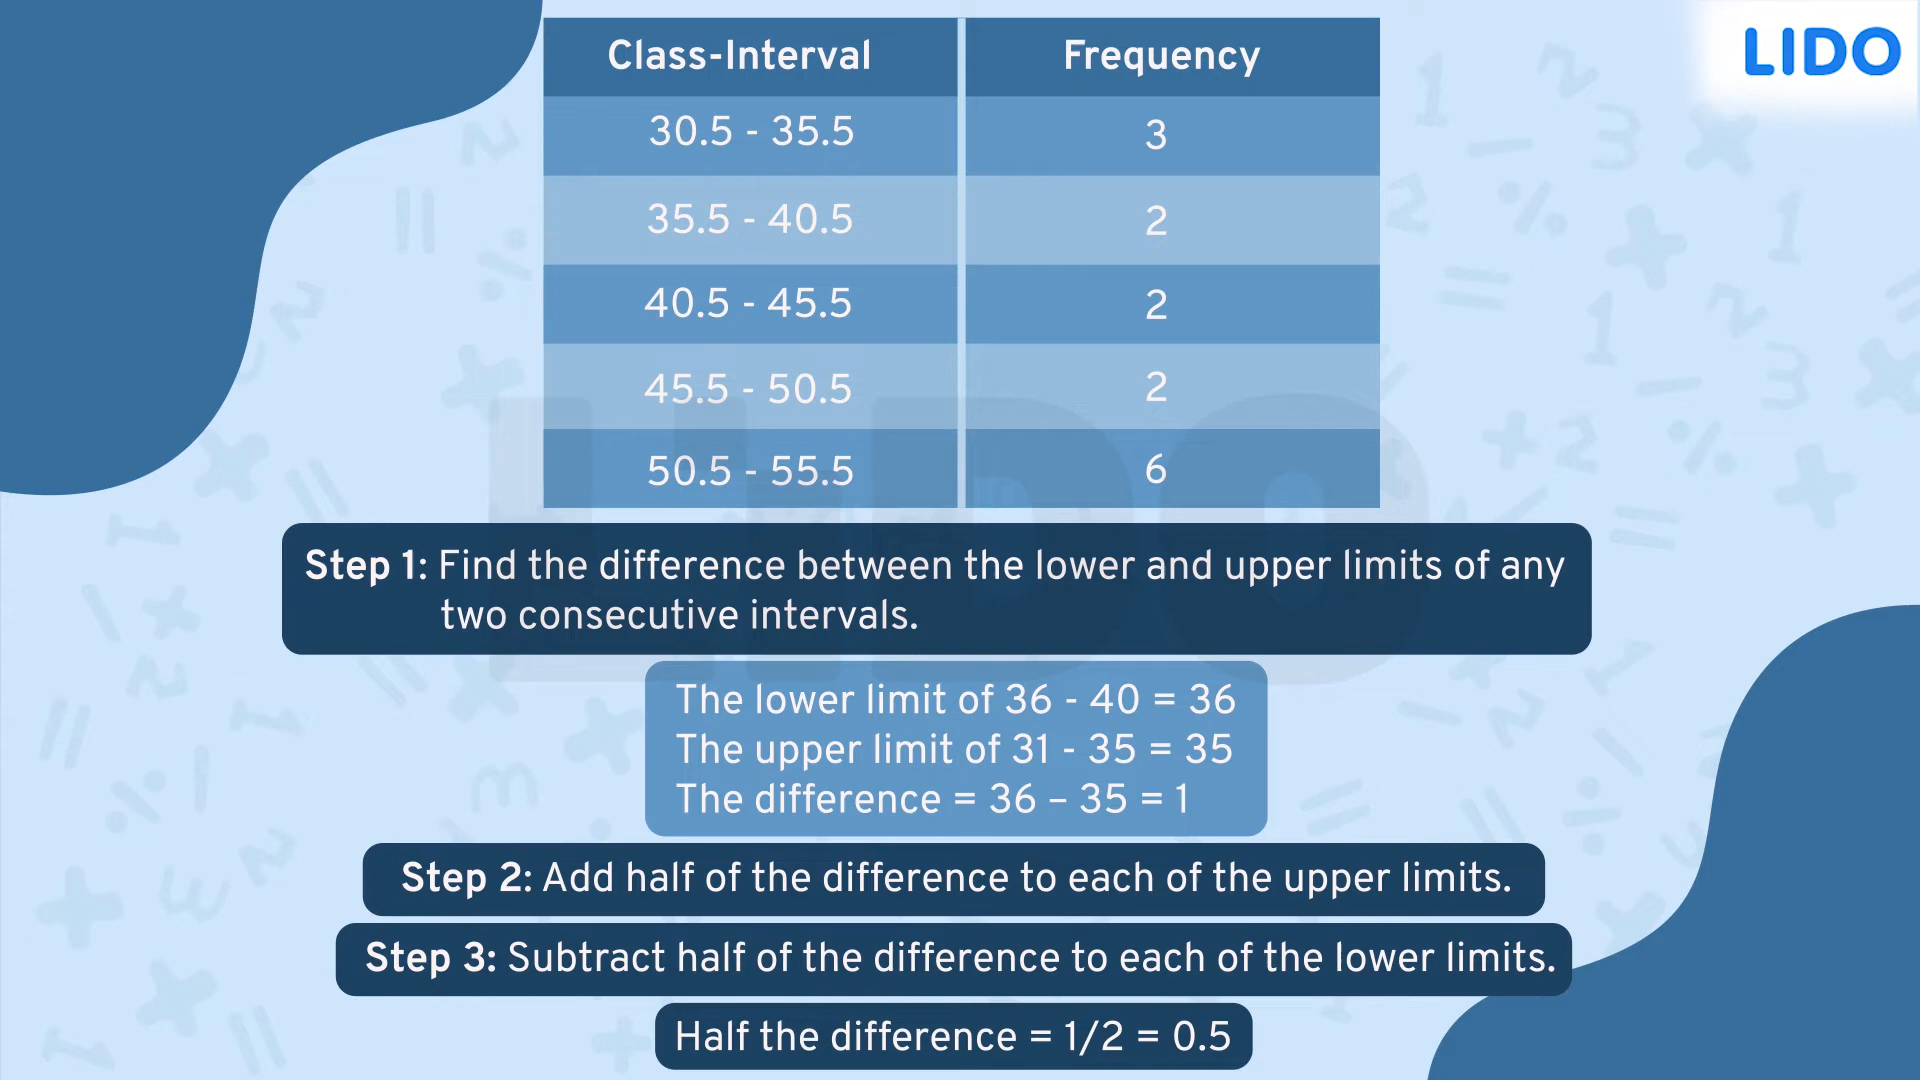 LIDO
Class-Interval Frequency
30.5 - 35.5 3
35.5 - 40.5 2
40.5 - 45.5 2
45.5 - 50.5 2
50.5 - 55.5 6
LIDO
Step 1: Find the difference between the lower and upper limits of any
two consecutive intervals.
The lower limit of 36 - 40 = 36
The upper limit of 31 - 35 = 35
The difference = 36 – 35 = 1
Step 2: Add half of the difference to each of the upper limits.
Step 3: Subtract half of the difference to each of the lower limits.
Half the difference = 1/2 = 0.5